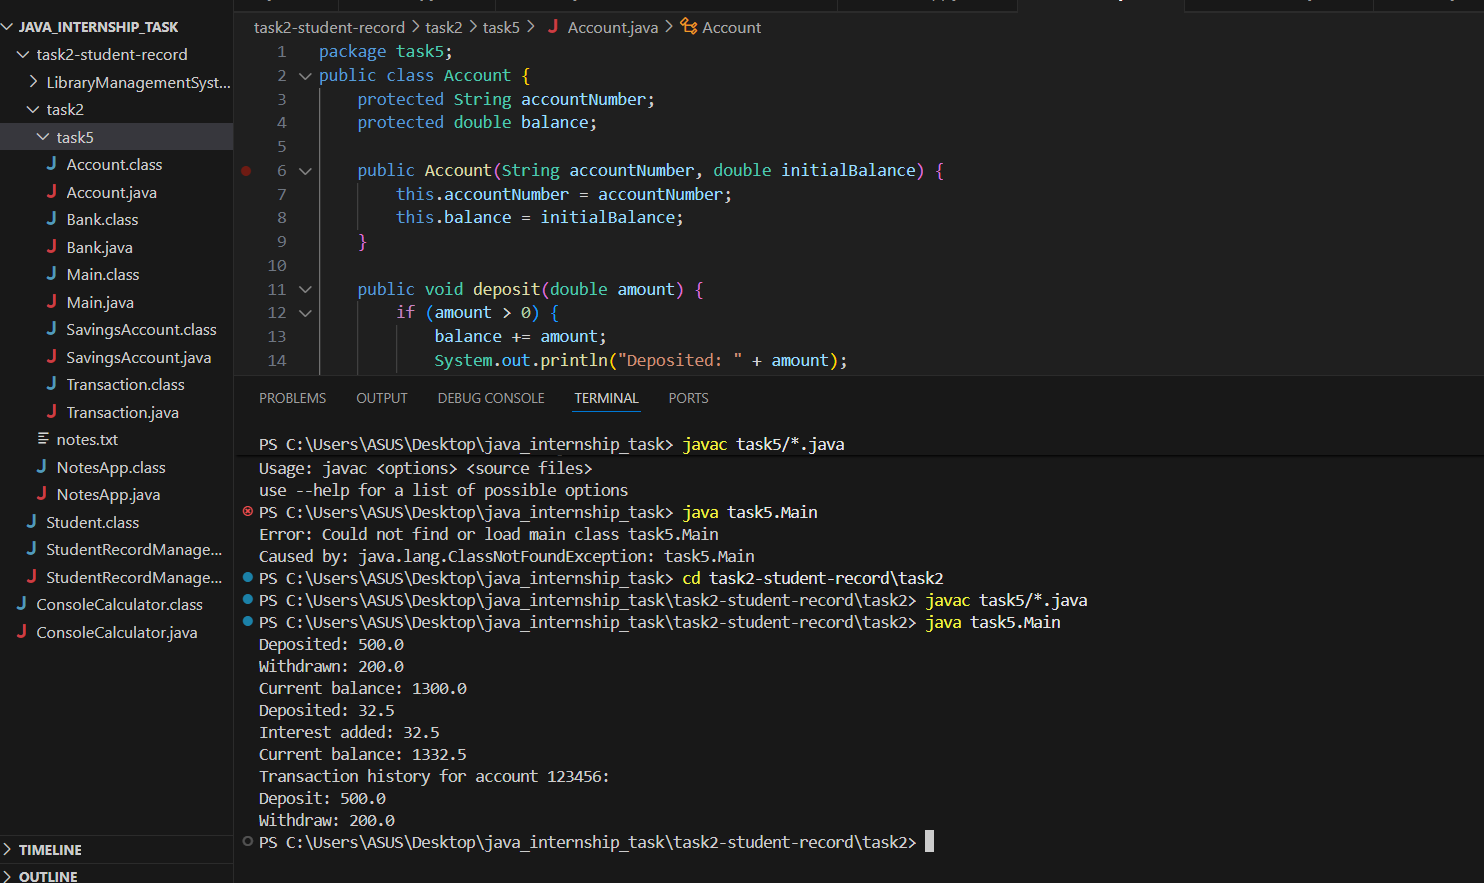 JAVA_INTERNSHIP_TASK
task2-student-record
LibraryManagementSyst...
task2
task5
Account.class
Account.java
Bank.class
Bank.java
Main.class
Main.java
SavingsAccount.class
SavingsAccount.java
Transaction.class
Transaction.java
notes.txt
NotesApp.class
NotesApp.java
Student.class
StudentRecordManage...
StudentRecordManage...
ConsoleCalculator.class
ConsoleCalculator.java
TIMELINE
OUTLINE
task2-student-record > task2 > task5 > Account.java > Account
1 package task5;
2 public class Account {
3 protected String accountNumber;
4 protected double balance;
5
6 public Account(String accountNumber, double initialBalance) {
7 this.accountNumber = accountNumber;
8 this.balance = initialBalance;
9 }
10
11 public void deposit(double amount) {
12 if (amount > 0) {
13 balance += amount;
14 System.out.println("Deposited: " + amount);
PROBLEMS OUTPUT DEBUG CONSOLE TERMINAL PORTS
PS C:\Users\ASUS\Desktop\java_internship_task> javac task5/*.java
Usage: javac <options> <source files>
use --help for a list of possible options
PS C:\Users\ASUS\Desktop\java_internship_task> java task5.Main
Error: Could not find or load main class task5.Main
Caused by: java.lang.ClassNotFoundException: task5.Main
PS C:\Users\ASUS\Desktop\java_internship_task> cd task2-student-record\task2
PS C:\Users\ASUS\Desktop\java_internship_task\task2-student-record\task2> javac task5/*.java
PS C:\Users\ASUS\Desktop\java_internship_task\task2-student-record\task2> java task5.Main
Deposited: 500.0
Withdrawn: 200.0
Current balance: 1300.0
Deposited: 32.5
Interest added: 32.5
Current balance: 1332.5
Transaction history for account 123456:
Deposit: 500.0
Withdraw: 200.0
PS C:\Users\ASUS\Desktop\java_internship_task\task2-student-record\task2>